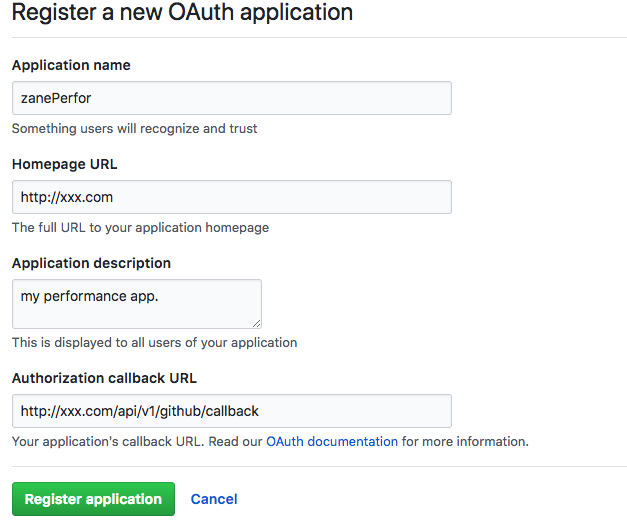 Register a new OAuth application
Application name
zanePerfor
Something users will recognize and trust
Homepage URL
http://xxx.com
The full URL to your application homepage
Application description
my performance app.
This is displayed to all users of your application
Authorization callback URL
http://xxx.com/api/v1/github/callback
Your application's callback URL. Read our OAuth documentation for more information.
Register application Cancel